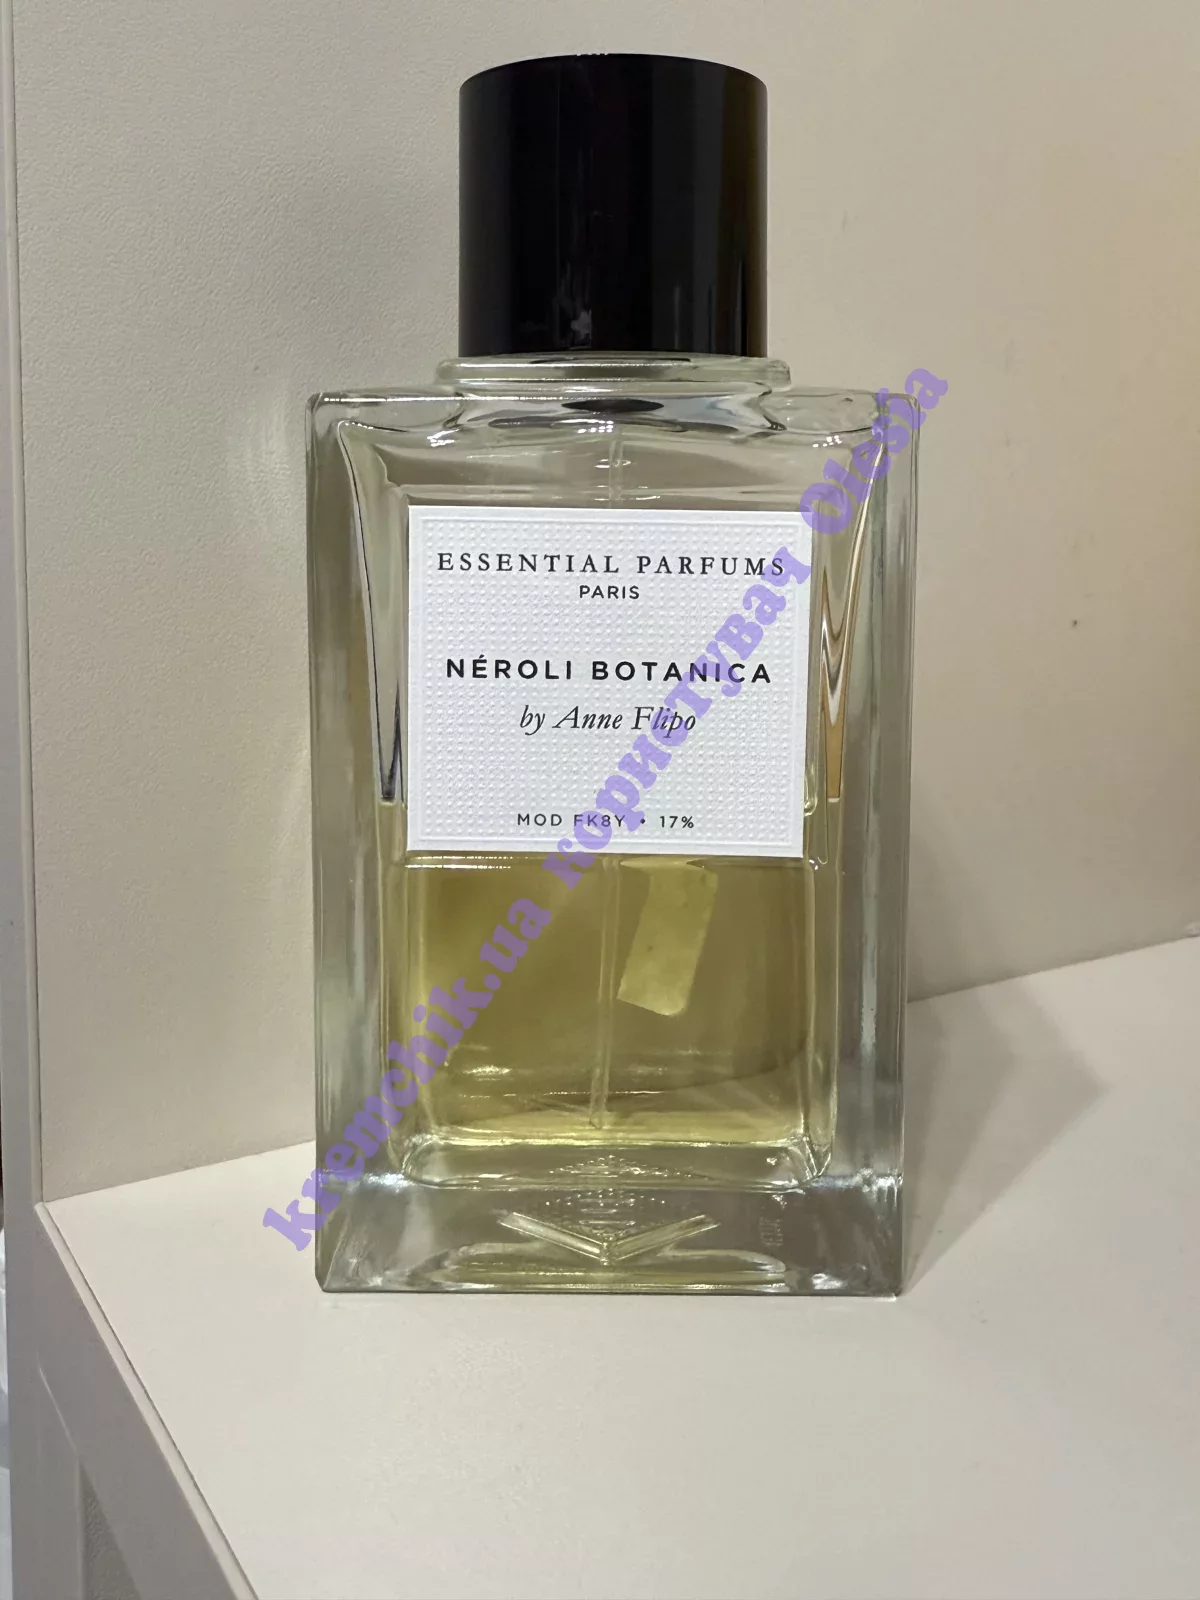 ESSENTIAL PARFUMS
PARIS
NÉROLI BOTANICA
by Anne Flipo
MOD FK8Y • 17%
kremchik.ua користувач Olesia